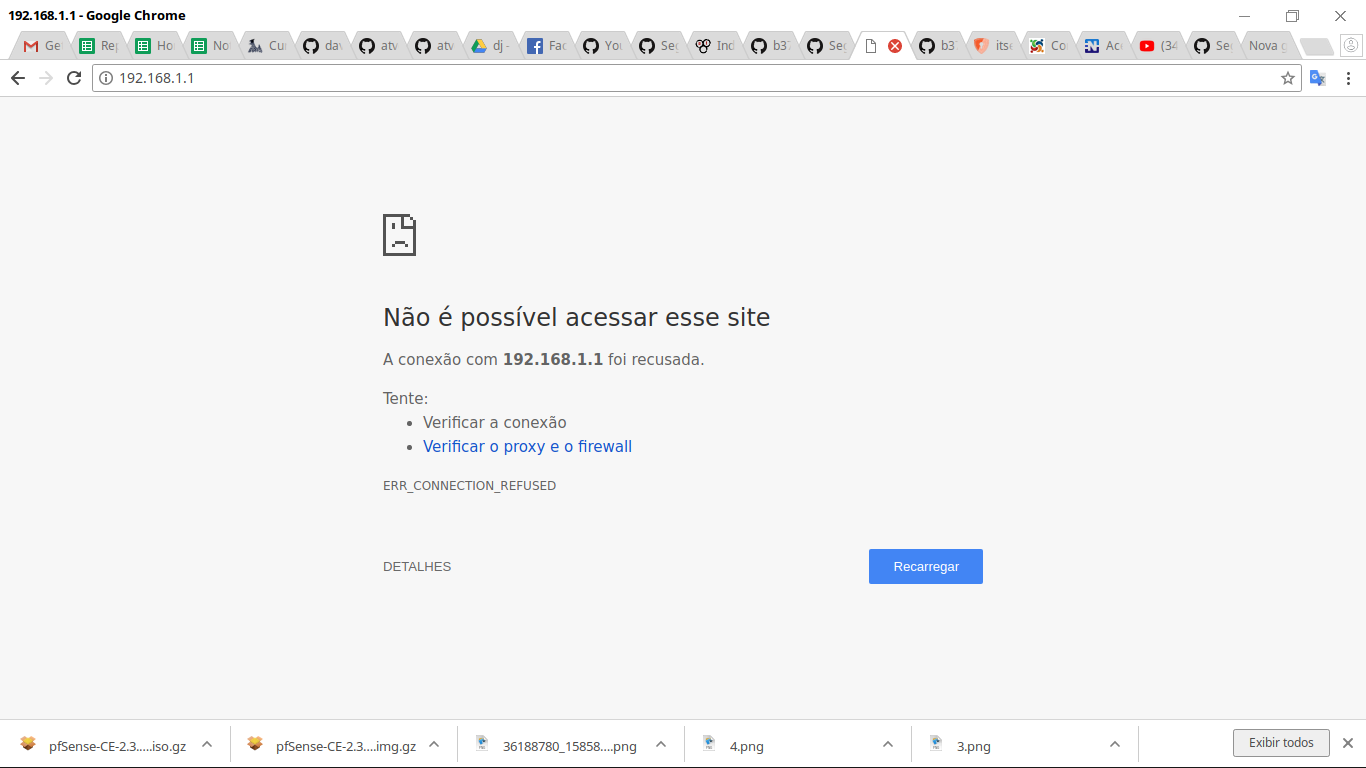 192.168.1.1 - Google Chrome
Ge Rep Ho No Cu dav atv atv dj - Fac You Seg Ind b37 Seg b37 itse Co Ac (34 Se Nova g
192.168.1.1
Não é possível acessar esse site
A conexão com 192.168.1.1 foi recusada.
Tente:
• Verificar a conexão
• Verificar o proxy e o firewall
ERR_CONNECTION_REFUSED
DETALHES Recarregar
pfSense-CE-2.3.....iso.gz pfSense-CE-2.3....img.gz 36188780_15858....png 4.png 3.png Exibir todos